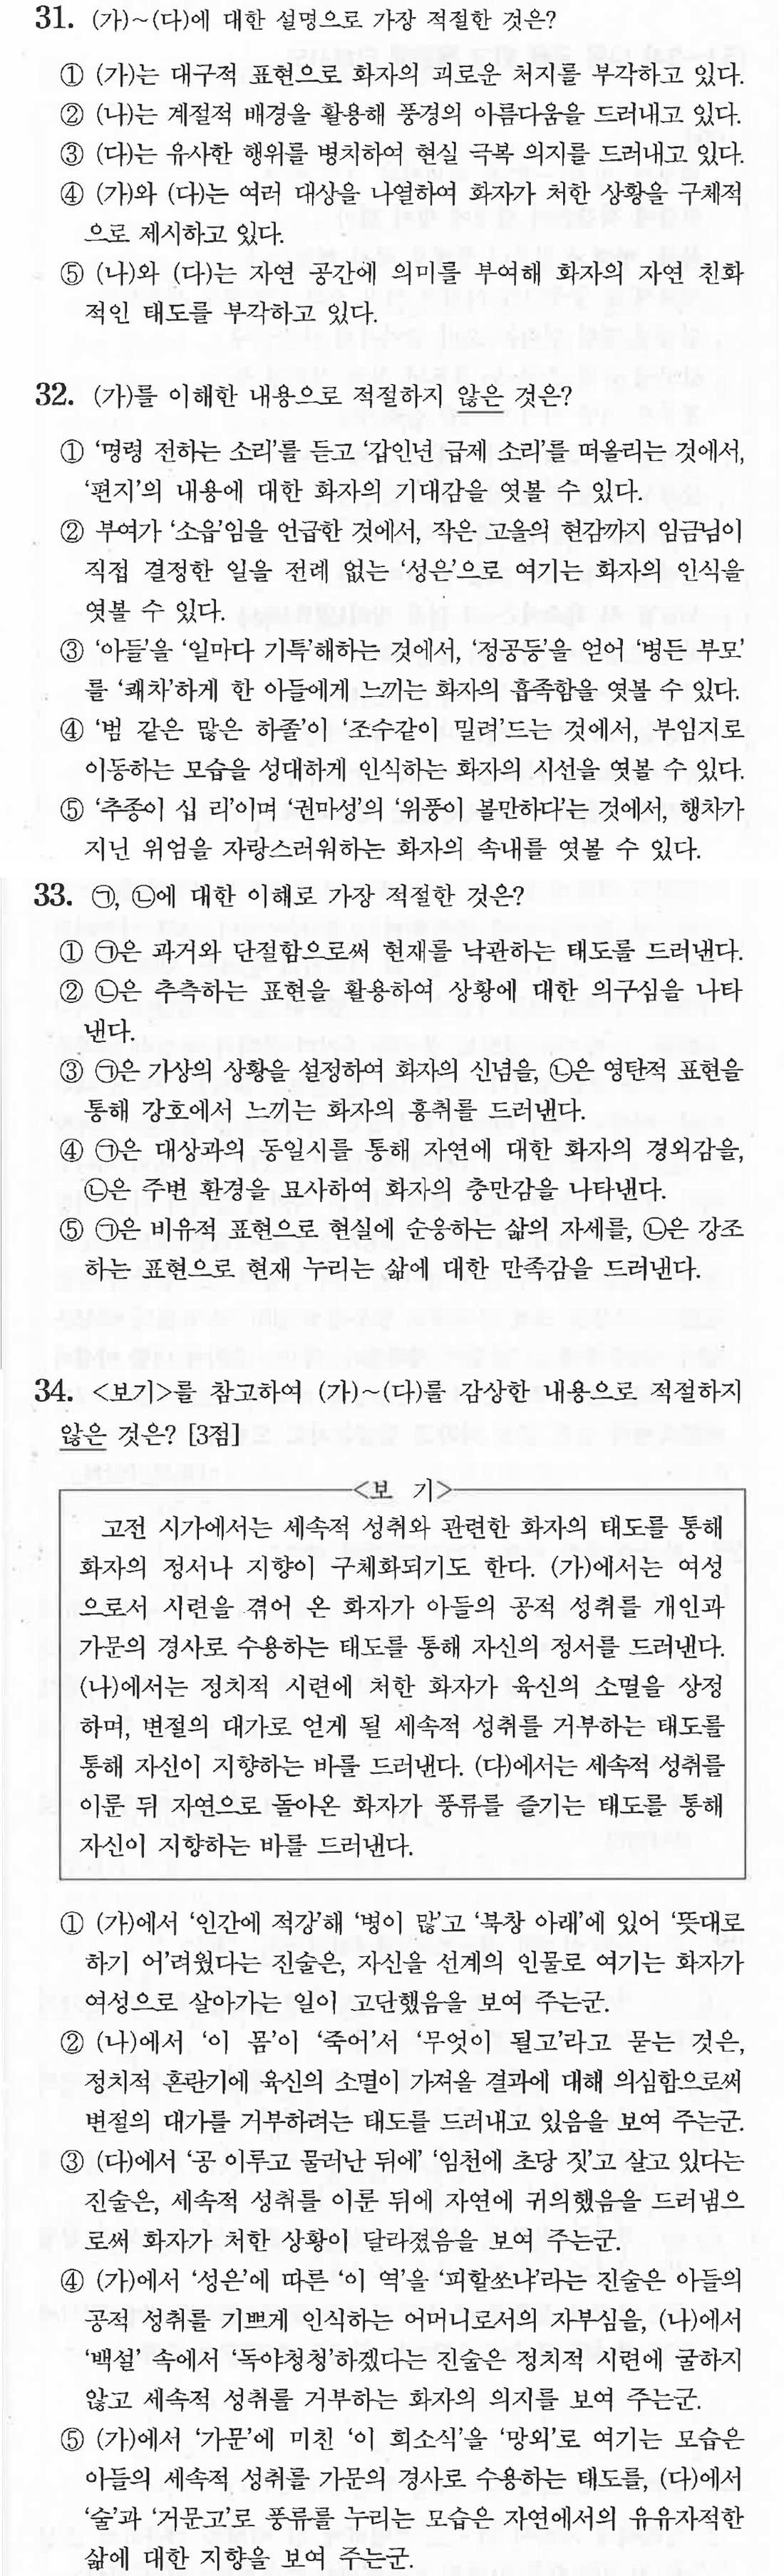 31. (가)~(다)에 대한 설명으로 가장 적절한 것은?
① (가)는 대구적 표현으로 화자의 괴로운 처지를 부각하고 있다.
② (나)는 계절적 배경을 활용해 풍경의 아름다움을 드러내고 있다.
③ (다)는 유사한 행위를 병치하여 현실 극복 의지를 드러내고 있다.
④ (가)와 (다)는 여러 대상을 나열하여 화자가 처한 상황을 구체적
으로 제시하고 있다.
⑤ (나)와 (다)는 자연 공간에 의미를 부여해 화자의 자연 친화
적인 태도를 부각하고 있다.
32. (가)를 이해한 내용으로 적절하지 않은 것은?
① ‘명령 전하는 소리’를 듣고 ‘갑인년 급제 소리’를 떠올리는 것에서,
‘편지’의 내용에 대한 화자의 기대감을 엿볼 수 있다.
② 부여가 ‘소읍’임을 언급한 것에서, 작은 고을의 현감까지 임금님이
직접 결정한 일을 전례 없는 ‘성은’으로 여기는 화자의 인식을
엿볼 수 있다.
③ ‘아들’을 ‘일마다 기특’해하는 것에서, ‘정공등’을 얻어 ‘병든 부모’
를 ‘쾌차’하게 한 아들에게 느끼는 화자의 흡족함을 엿볼 수 있다.
④ ‘범 같은 많은 하졸’이 ‘조수같이 밀려’드는 것에서, 부임지로
이동하는 모습을 성대하게 인식하는 화자의 시선을 엿볼 수 있다.
⑤ ‘추종이 십 리’이며 ‘권마성’의 ‘위풍이 볼만하다’는 것에서, 행차가
지닌 위엄을 자랑스러워하는 화자의 속내를 엿볼 수 있다.
33. ㉠, ㉡에 대한 이해로 가장 적절한 것은?
① ㉠은 과거와 단절함으로써 현재를 낙관하는 태도를 드러낸다.
② ㉡은 추측하는 표현을 활용하여 상황에 대한 의구심을 나타
낸다.
③ ㉠은 가상의 상황을 설정하여 화자의 신념을, ㉡은 영탄적 표현을
통해 강호에서 느끼는 화자의 흥취를 드러낸다.
④ ㉠은 대상과의 동일시를 통해 자연에 대한 화자의 경외감을,
㉡은 주변 환경을 묘사하여 화자의 충만감을 나타낸다.
⑤ ㉠은 비유적 표현으로 현실에 순응하는 삶의 자세를, ㉡은 강조
하는 표현으로 현재 누리는 삶에 대한 만족감을 드러낸다.
34. <보기>를 참고하여 (가)~(다)를 감상한 내용으로 적절하지
않은 것은? [3점]
<보 기>
고전 시가에서는 세속적 성취와 관련한 화자의 태도를 통해
화자의 정서나 지향이 구체화되기도 한다. (가)에서는 여성
으로서 시련을 겪어 온 화자가 아들의 공적 성취를 개인과
가문의 경사로 수용하는 태도를 통해 자신의 정서를 드러낸다.
(나)에서는 정치적 시련에 처한 화자가 육신의 소멸을 상정
하며, 변절의 대가로 얻게 될 세속적 성취를 거부하는 태도를
통해 자신이 지향하는 바를 드러낸다. (다)에서는 세속적 성취를
이룬 뒤 자연으로 돌아온 화자가 풍류를 즐기는 태도를 통해
자신이 지향하는 바를 드러낸다.
① (가)에서 ‘인간에 적강’해 ‘병이 많’고 ‘북창 아래’에 있어 ‘뜻대로
하기 어’려웠다는 진술은, 자신을 선계의 인물로 여기는 화자가
여성으로 살아가는 일이 고단했음을 보여 주는군.
② (나)에서 ‘이 몸’이 ‘죽어’서 ‘무엇이 될고’라고 묻는 것은,
정치적 혼란기에 육신의 소멸이 가져올 결과에 대해 의심함으로써
변절의 대가를 거부하려는 태도를 드러내고 있음을 보여 주는군.
③ (다)에서 ‘공 이루고 물러난 뒤에’ ‘임천에 초당 짓’고 살고 있다는
진술은, 세속적 성취를 이룬 뒤에 자연에 귀의했음을 드러냄으
로써 화자가 처한 상황이 달라졌음을 보여 주는군.
④ (가)에서 ‘성은’에 따른 ‘이 역’을 ‘피할쏘냐’라는 진술은 아들의
공적 성취를 기쁘게 인식하는 어머니로서의 자부심을, (나)에서
‘백설’ 속에서 ‘독야청청’하겠다는 진술은 정치적 시련에 굴하지
않고 세속적 성취를 거부하는 화자의 의지를 보여 주는군.
⑤ (가)에서 ‘가문’에 미친 ‘이 희소식’을 ‘망외’로 여기는 모습은
아들의 세속적 성취를 가문의 경사로 수용하는 태도를, (다)에서
‘술’과 ‘거문고’로 풍류를 누리는 모습은 자연에서의 유유자적한
삶에 대한 지향을 보여 주는군.